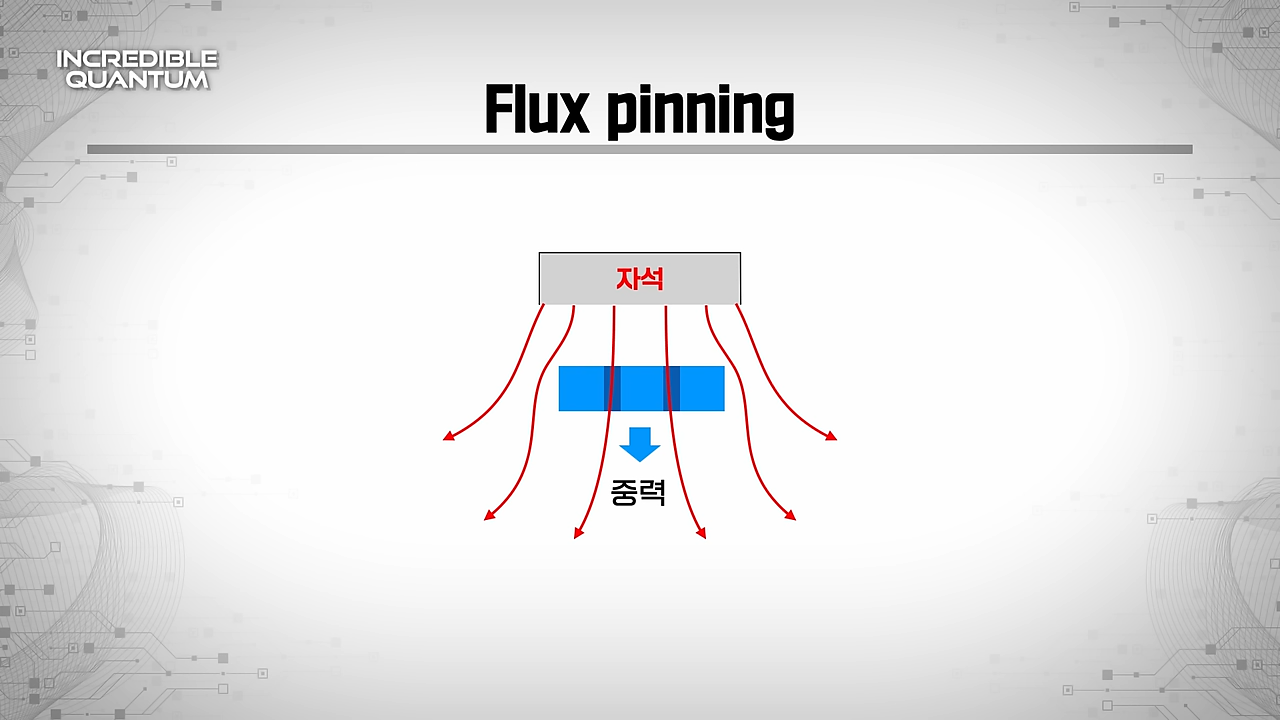 INCREDIBLE
QUANTUM
Flux pinning
자석
중력